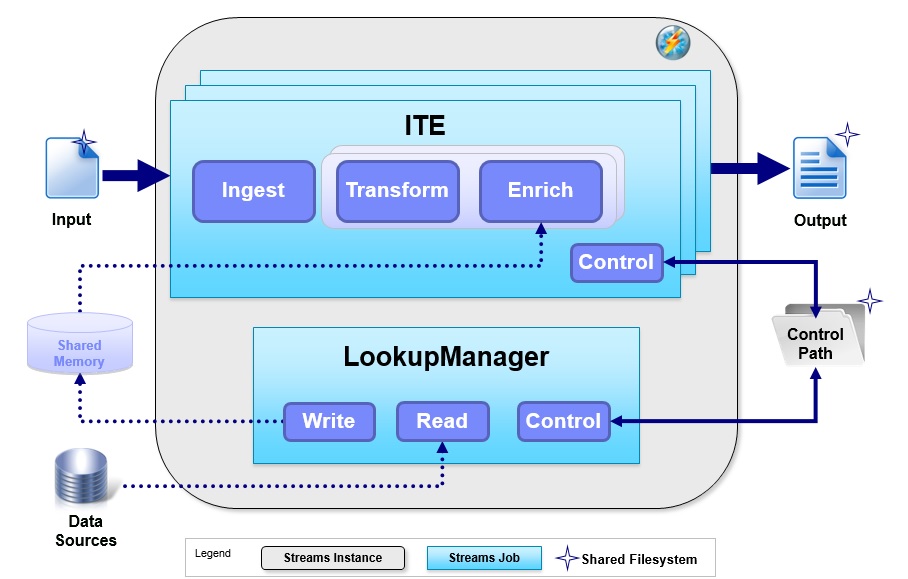 ITE
Ingest
Transform
Enrich
Control
Input
Output
Shared
Memory
Control
Path
LookupManager
Write
Read
Control
Data
Sources
Legend
Streams Instance
Streams Job
Shared Filesystem